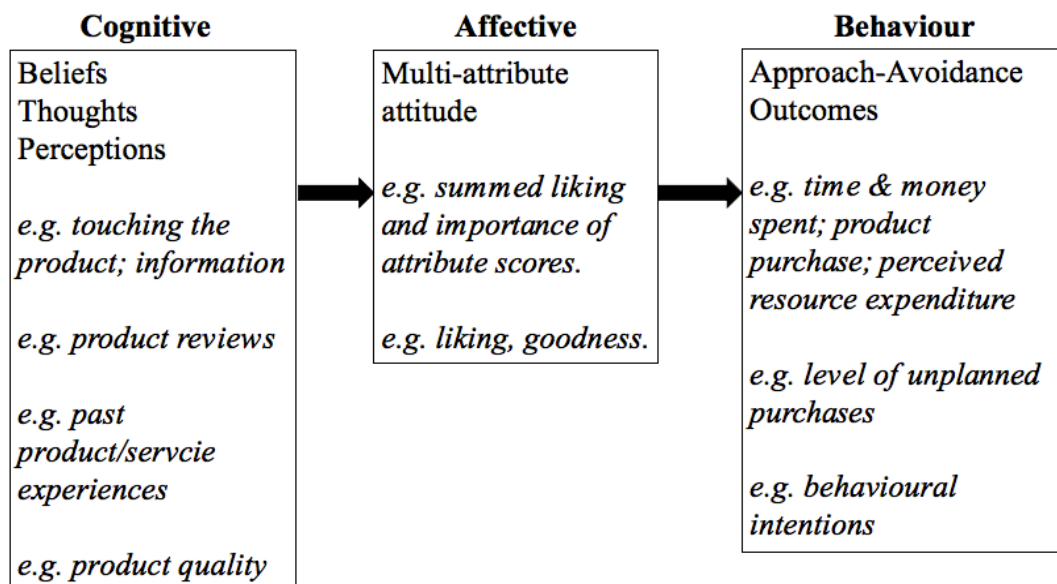 Cognitive
Beliefs
Thoughts
Perceptions
e.g. touching the
product; information
e.g. product reviews
e.g. past
product/servcie
experiences
e.g. product quality
Affective
Multi-attribute
attitude
e.g. summed liking
and importance of
attribute scores.
e.g. liking, goodness.
Behaviour
Approach-Avoidance
Outcomes
e.g. time & money
spent; product
purchase; perceived
resource expenditure
e.g. level of unplanned
purchases
e.g. behavioural
intentions